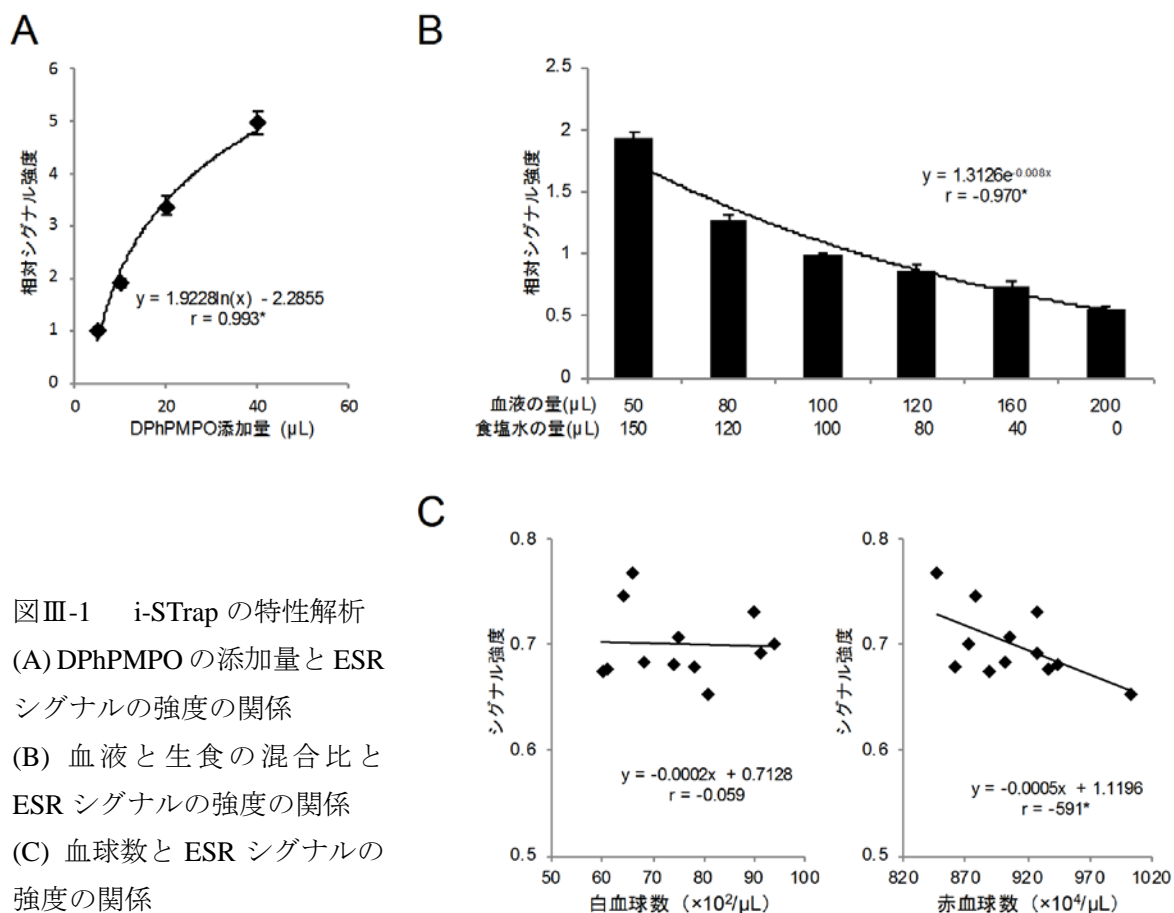 A
6
5
4
3
2
1
0
相対シグナル強度
y = 1.9228ln(x) - 2.2855
r = 0.993*
0 20 40 60
DPhPMPO添加量 (μL)
B
2.5
2
1.5
1
0.5
0
相対シグナル強度
y = 1.3126e-0.008x
r = -0.970*
血液の量(μL) 50 80 100 120 160 200
食塩水の量(μL) 150 120 100 80 40 0
C
0.8
0.7
0.6
0.5
シグナル強度
y = -0.0002x + 0.7128
r = -0.059
50 60 70 80 90 100
白血球数 (×10²/μL)
0.8
0.7
0.6
0.5
シグナル強度
y = -0.0005x + 1.1196
r = -591*
820 870 920 970 1020
赤血球数 (×10⁴/μL)
図Ⅲ-1 i-STrap の特性解析
(A) DPhPMPO の添加量と ESR
シグナルの強度の関係
(B) 血液と生食の混合比と
ESR シグナルの強度の関係
(C) 血球数と ESR シグナルの
強度の関係